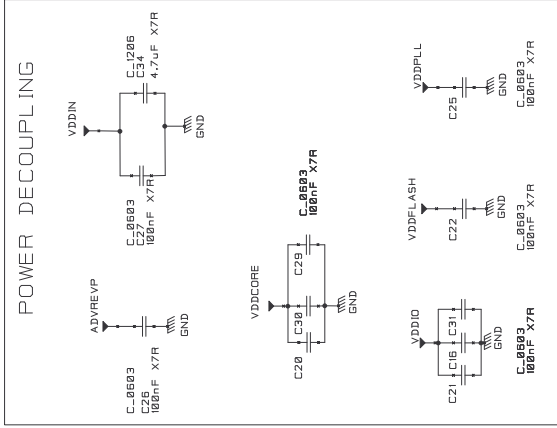 POWER DECOUPLING
ADVREVP
C_0603
C26
100nF X7R
GND
VDDIN
C_0603
C27
100nF X7R
C_1206
C34
4.7uF X7R
GND
VDDCORE
C20
C30
C29
C_0603
100nF X7R
GND
VDDIO
C21
C16
C31
GND
C_0603
100nF X7R
VDDFLASH
C22
GND
C_0603
100nF X7R
VDDPLL
C25
GND
C_0603
100nF X7R